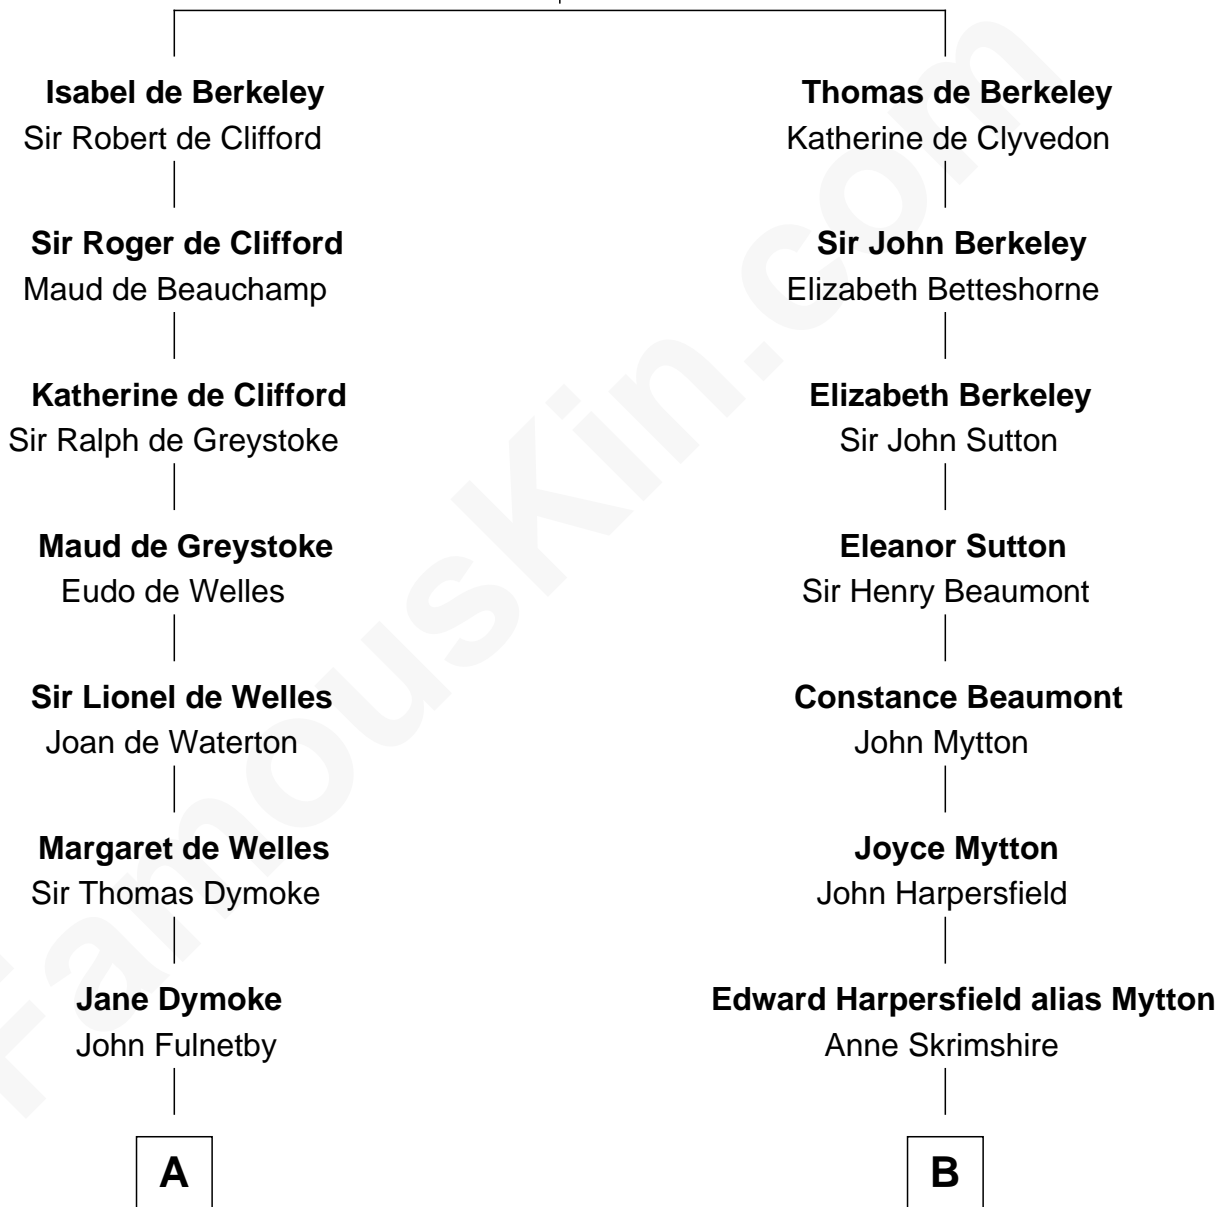 Isabel de Berkeley
Sir Robert de Clifford
Sir Roger de Clifford
Maud de Beauchamp
Katherine de Clifford
Sir Ralph de Greystoke
Maud de Greystoke
Eudo de Welles
Sir Lionel de Welles
Joan de Waterton
Margaret de Welles
Sir Thomas Dymoke
Jane Dymoke
John Fulnetby
A
Thomas de Berkeley
Katherine de Clyvedon
Sir John Berkeley
Elizabeth Betteshorne
Elizabeth Berkeley
Sir John Sutton
Eleanor Sutton
Sir Henry Beaumont
Constance Beaumont
John Mytton
Joyce Mytton
John Harpersfield
Edward Harpersfield alias Mytton
Anne Skrimshire
B
FamousKin.com